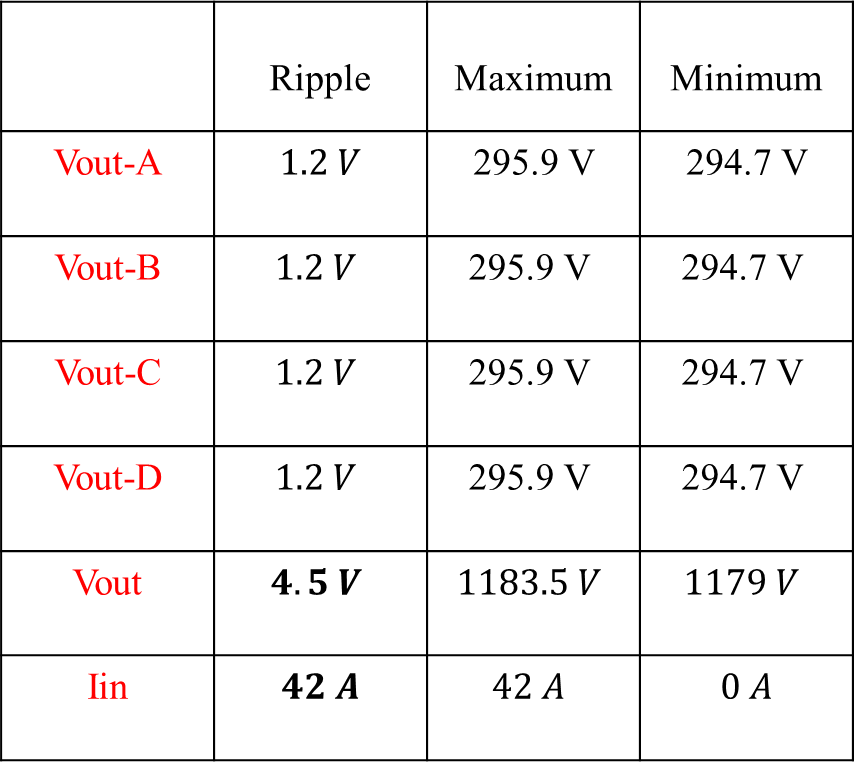 Ripple Maximum Minimum
Vout-A 1.2 V 295.9 V 294.7 V
Vout-B 1.2 V 295.9 V 294.7 V
Vout-C 1.2 V 295.9 V 294.7 V
Vout-D 1.2 V 295.9 V 294.7 V
Vout 4.5 V 1183.5 V 1179 V
Iin 42 A 42 A 0 A